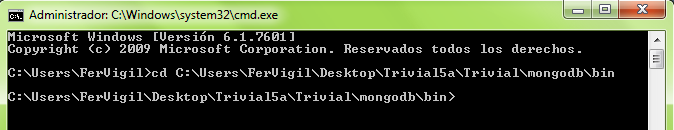 Administrador: C:\Windows\system32\cmd.exe
Microsoft Windows [Versión 6.1.7601]
Copyright (c) 2009 Microsoft Corporation. Reservados todos los derechos.
C:\Users\FerVigil>cd C:\Users\FerVigil\Desktop\Trivial5a\Trivial\mongodb\bin
C:\Users\FerVigil\Desktop\Trivial5a\Trivial\mongodb\bin>